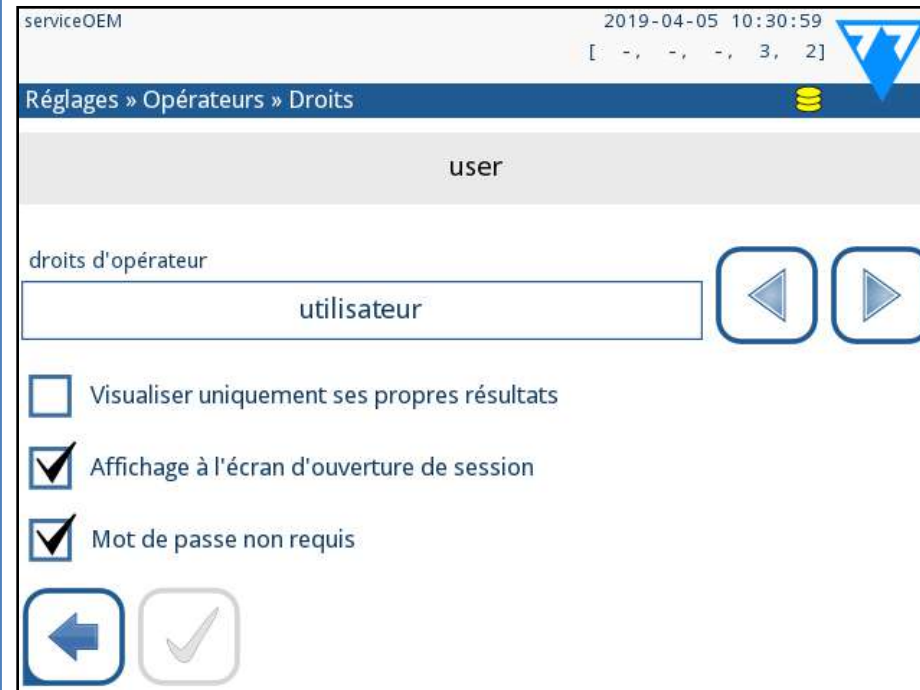 serviceOEM 2019-04-05 10:30:59
[ -, -, -, 3, 2]
Réglages » Opérateurs » Droits
user
droits d'opérateur
utilisateur
Visualiser uniquement ses propres résultats
Affichage à l'écran d'ouverture de session
Mot de passe non requis